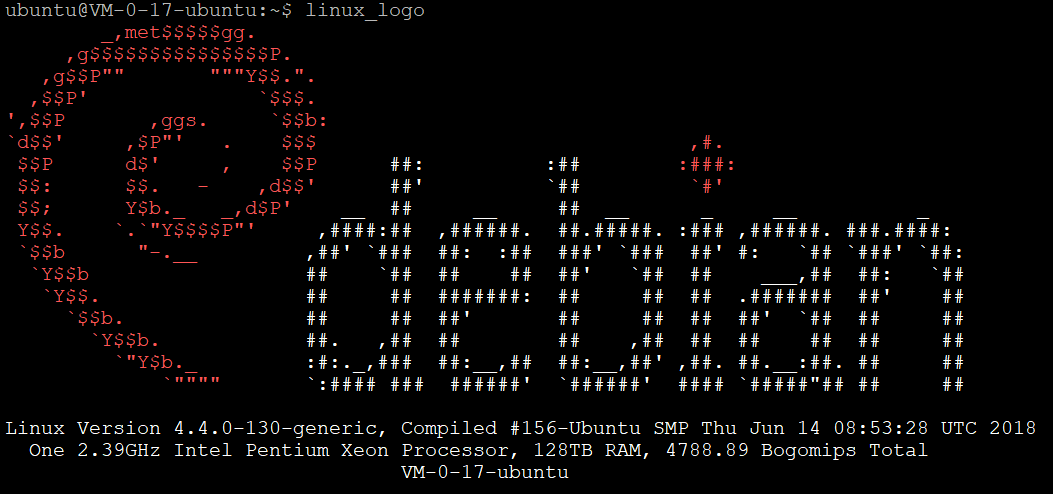 ubuntu@VM-0-17-ubuntu:~$ linux_logo
debian
Linux Version 4.4.0-130-generic, Compiled #156-Ubuntu SMP Thu Jun 14 08:53:28 UTC 2018
One 2.39GHz Intel Pentium Xeon Processor, 128TB RAM, 4788.89 Bogomips Total
VM-0-17-ubuntu